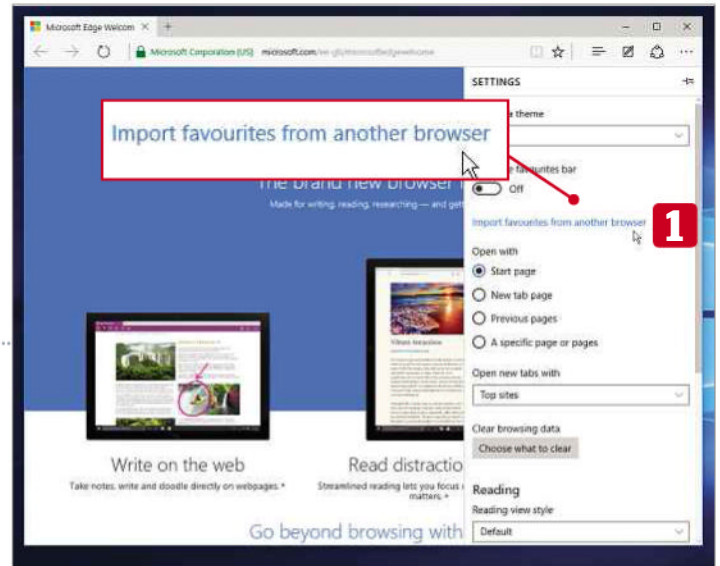 Microsoft Edge Welcom
Microsoft Corporation (US) microsoft.com/en-gb/microsoftedgewelcome
SETTINGS
a theme
Import favourites from another browser
e favourites bar
Off
The brand new browser
Made for writing, reading, researching — and gett
Import favourites from another browser
1
Open with
Start page
New tab page
Previous pages
A specific page or pages
Open new tabs with
Top sites
Clear browsing data
Choose what to clear
Write on the web
Take notes, write and doodle directly on webpages.*
Read distractio
Streamlined reading lets you focus
matters.*
Reading
Reading view style
Default
Go beyond browsing with